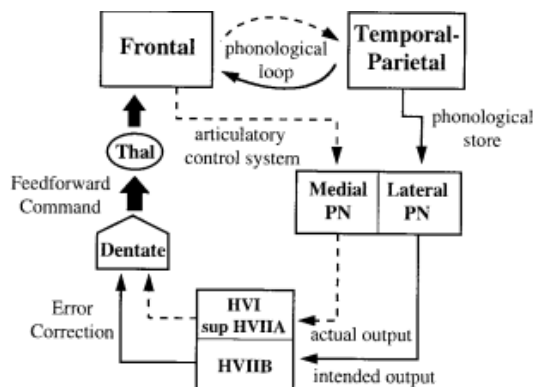 Frontal
phonological
loop
Temporal-
Parietal
articulatory
control system
phonological
store
Thal
Feedforward
Command
Medial
PN
Lateral
PN
Dentate
Error
Correction
HVI
sup HVIIA
HVIIB
actual output
intended output